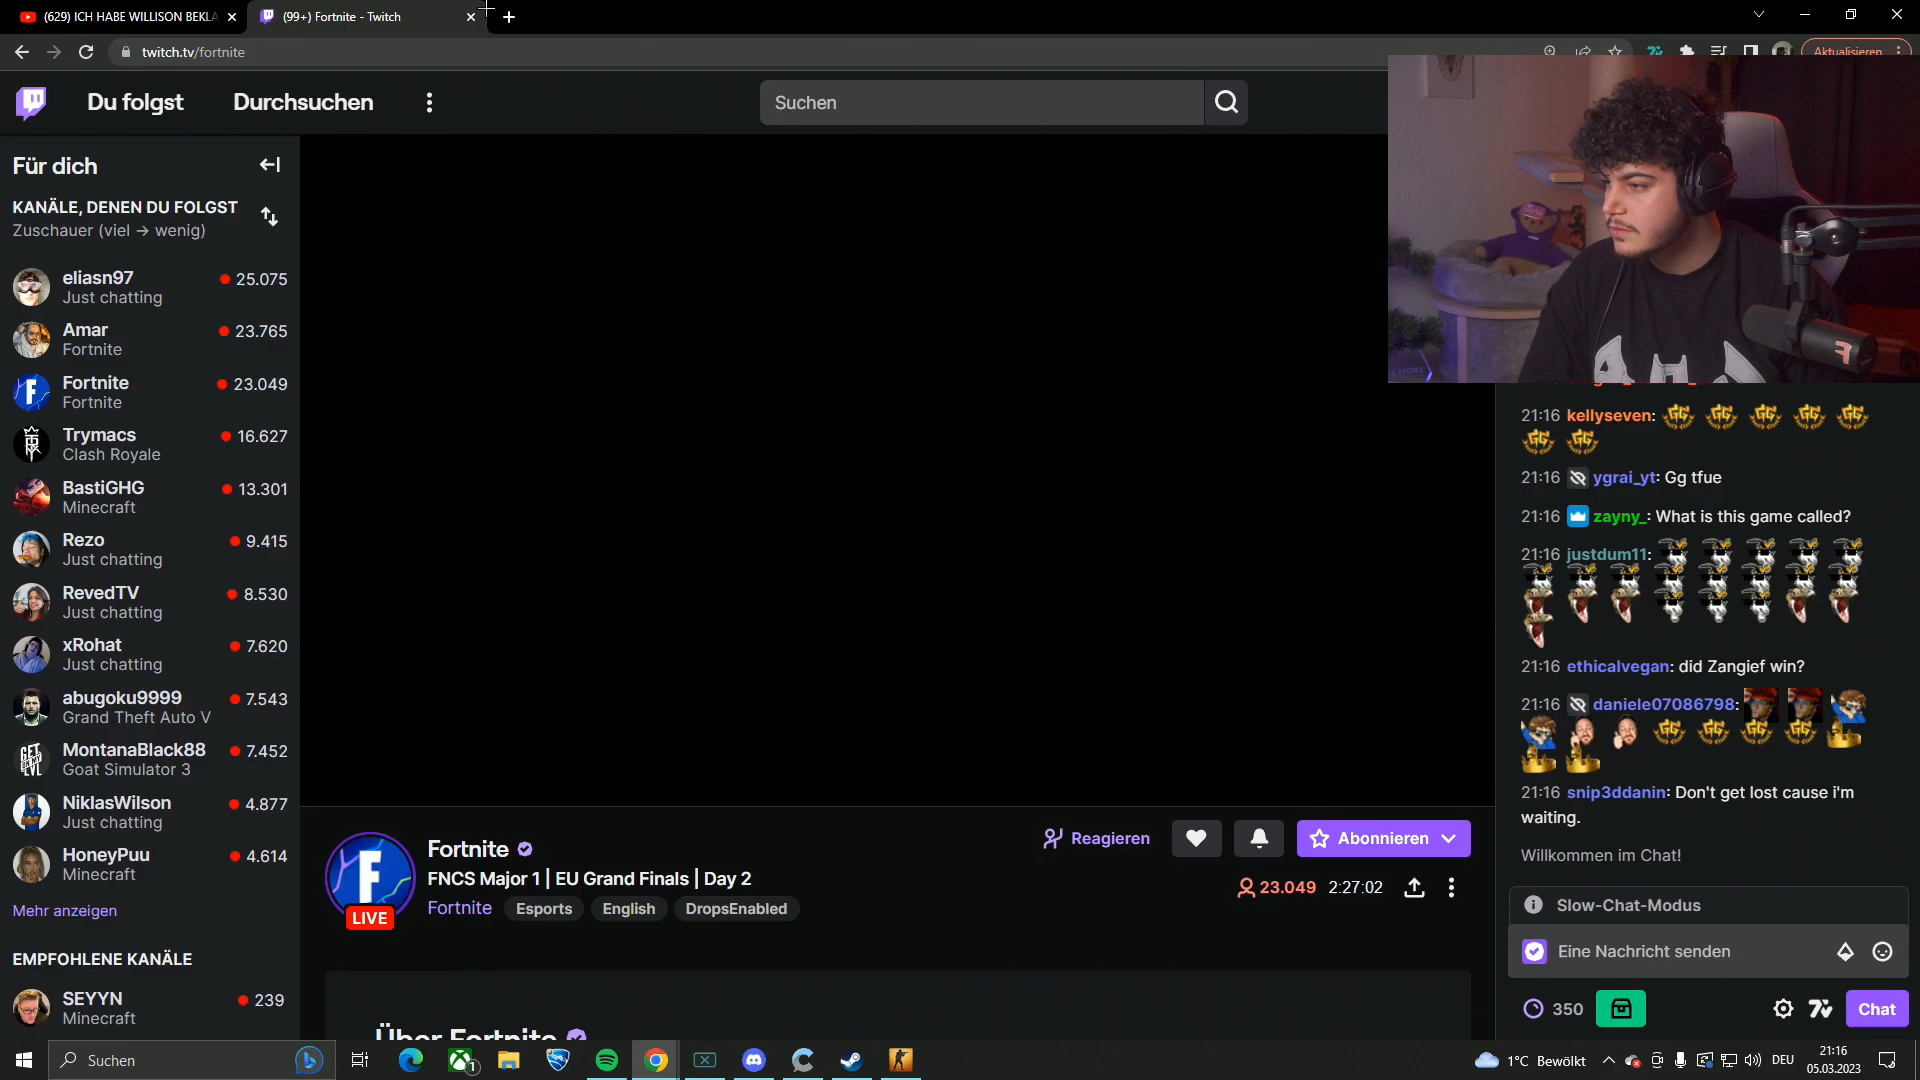 (629) ICH HABE WILLISON BEKLA
(99+) Fortnite - Twitch
twitch.tv/fortnite
Aktualisieren
Du folgst
Durchsuchen
Suchen
Für dich
KANÄLE, DENEN DU FOLGST
Zuschauer (viel → wenig)
eliasn97
25.075
Just chatting
Amar
23.765
Fortnite
Fortnite
23.049
Fortnite
Trymacs
16.627
Clash Royale
BastiGHG
13.301
Minecraft
Rezo
9.415
Just chatting
RevedTV
8.530
Just chatting
xRohat
7.620
Just chatting
abugoku9999
7.543
Grand Theft Auto V
MontanaBlack88
7.452
Goat Simulator 3
NiklasWilson
4.877
Just chatting
HoneyPuu
4.614
Minecraft
Mehr anzeigen
EMPFOHLENE KANÄLE
SEYYN
239
Minecraft
Fortnite
FNCS Major 1 | EU Grand Finals | Day 2
Fortnite
Esports
English
DropsEnabled
LIVE
Reagieren
Abonnieren
23.049
2:27:02
Über Fortnite
21:16 kellyseven:
21:16 ygrai_yt: Gg tfue
21:16 zayny_: What is this game called?
21:16 justdum11:
21:16 ethicalvegan: did Zangief win?
21:16 daniele07086798:
21:16 snip3ddanin: Don't get lost cause i'm
waiting.
Willkommen im Chat!
Slow-Chat-Modus
Eine Nachricht senden
350
Chat
Suchen
1°C Bewölkt
DEU
21:16
05.03.2023